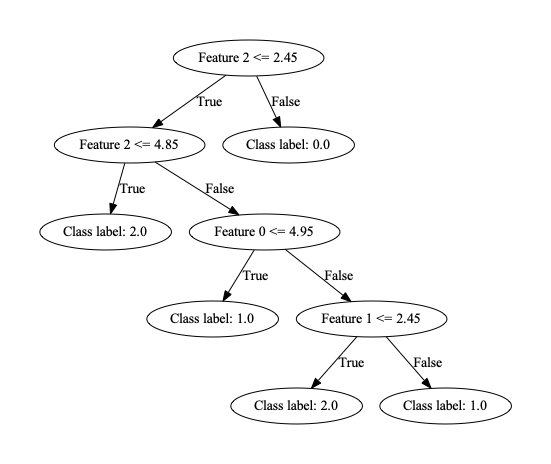 Feature 2 <= 2.45
True
False
Feature 2 <= 4.85
Class label: 0.0
True
False
Class label: 2.0
Feature 0 <= 4.95
True
False
Class label: 1.0
Feature 1 <= 2.45
True
False
Class label: 2.0
Class label: 1.0